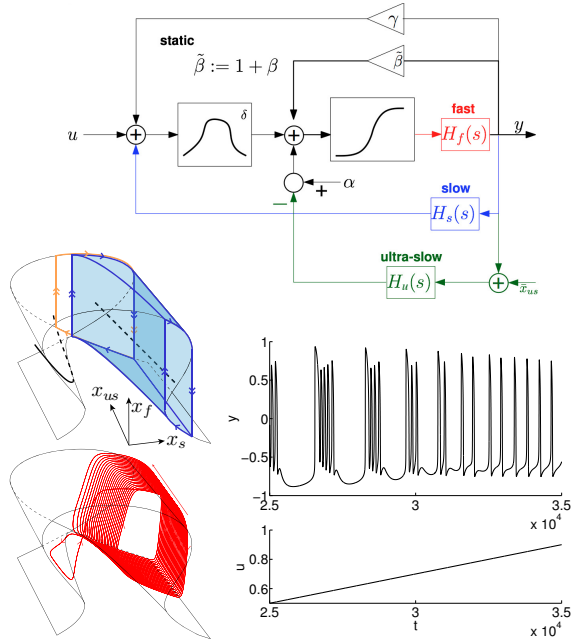 γ
static
β̃ := 1 + β
β̃
δ
fast
u
+
+
H_f(s)
y
+
α
−
slow
H_s(s)
ultra-slow
H_u(s)
+
x̄_us
x_us
x_f
x_s
y
1
0.5
0
−0.5
−1
2.5
3
3.5
x 10^4
u
0.8
0.6
2.5
3
3.5
t
x 10^4